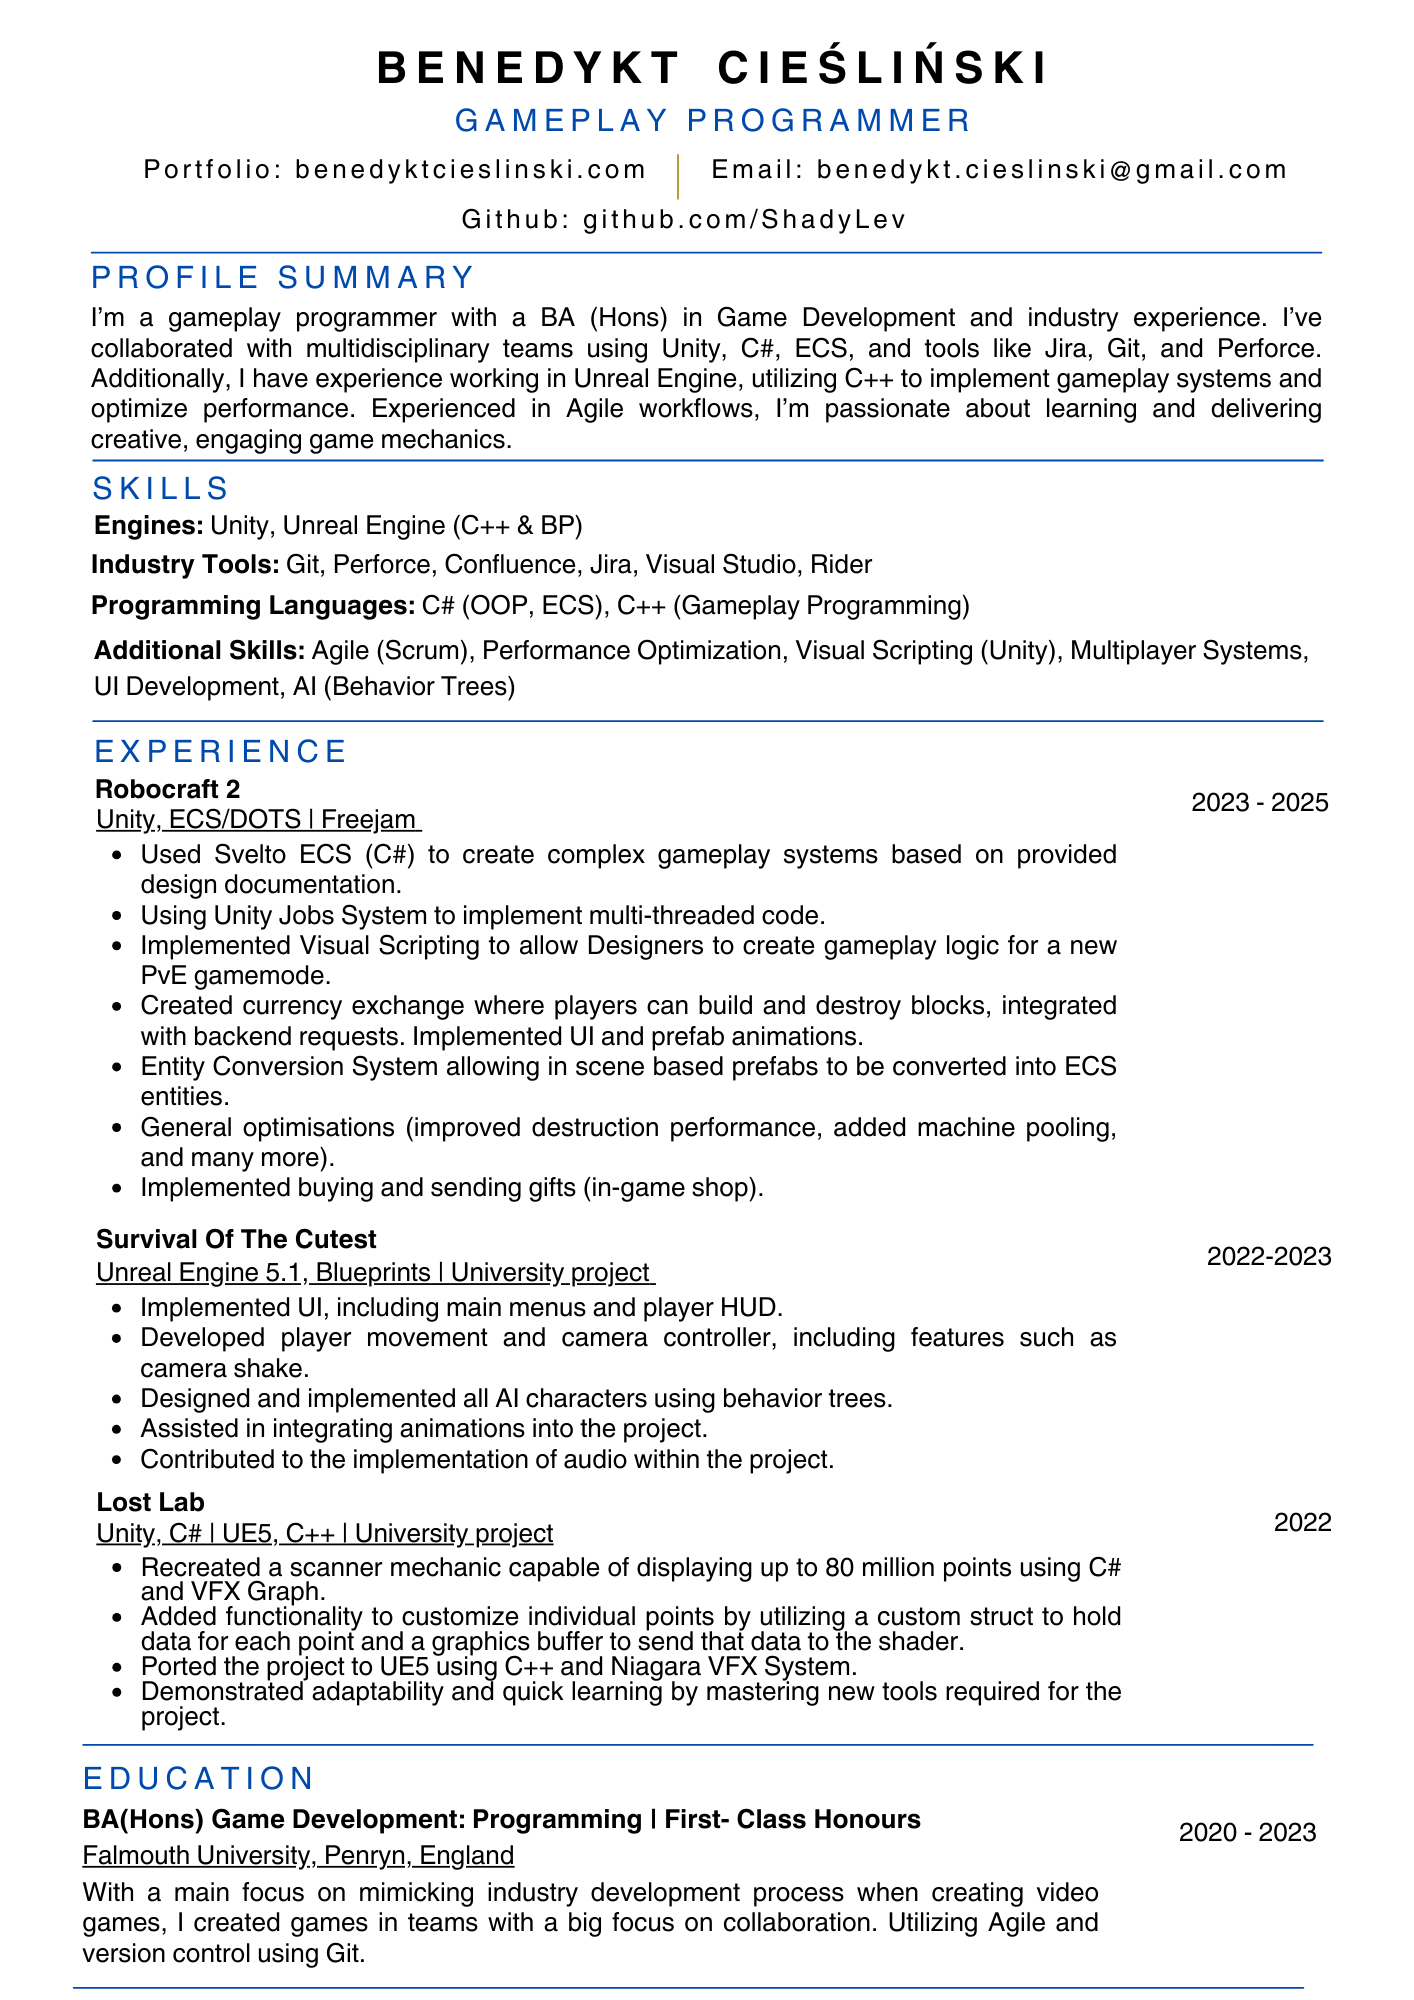 BENEDYKT CIEŚLIŃSKI
GAMEPLAY PROGRAMMER
Portfolio: benedyktcieslinski.com
Email: benedykt.cieslinski@gmail.com
Github: github.com/ShadyLev
PROFILE SUMMARY
I'm a gameplay programmer with a BA (Hons) in Game Development and industry experience. I've
collaborated with multidisciplinary teams using Unity, C#, ECS, and tools like Jira, Git, and Perforce.
Additionally, I have experience working in Unreal Engine, utilizing C++ to implement gameplay systems and
optimize performance. Experienced in Agile workflows, I'm passionate about learning and delivering
creative, engaging game mechanics.
SKILLS
Engines: Unity, Unreal Engine (C++ & BP)
Industry Tools: Git, Perforce, Confluence, Jira, Visual Studio, Rider
Programming Languages: C# (OOP, ECS), C++ (Gameplay Programming)
Additional Skills: Agile (Scrum), Performance Optimization, Visual Scripting (Unity), Multiplayer Systems,
UI Development, AI (Behavior Trees)
EXPERIENCE
Robocraft 2
2023 - 2025
Unity, ECS/DOTS | Freejam
• Used Svelto ECS (C#) to create complex gameplay systems based on provided
design documentation.
• Using Unity Jobs System to implement multi-threaded code.
• Implemented Visual Scripting to allow Designers to create gameplay logic for a new
PvE gamemode.
• Created currency exchange where players can build and destroy blocks, integrated
with backend requests. Implemented UI and prefab animations.
• Entity Conversion System allowing in scene based prefabs to be converted into ECS
entities.
• General optimisations (improved destruction performance, added machine pooling,
and many more).
• Implemented buying and sending gifts (in-game shop).
Survival Of The Cutest
2022-2023
Unreal Engine 5.1, Blueprints | University project
• Implemented UI, including main menus and player HUD.
• Developed player movement and camera controller, including features such as
camera shake.
• Designed and implemented all AI characters using behavior trees.
• Assisted in integrating animations into the project.
• Contributed to the implementation of audio within the project.
Lost Lab
2022
Unity, C# | UE5, C++ | University project
• Recreated a scanner mechanic capable of displaying up to 80 million points using C#
and VFX Graph.
• Added functionality to customize individual points by utilizing a custom struct to hold
data for each point and a graphics buffer to send that data to the shader.
• Ported the project to UE5 using C++ and Niagara VFX System.
• Demonstrated adaptability and quick learning by mastering new tools required for the
project.
EDUCATION
BA(Hons) Game Development: Programming | First- Class Honours
2020 - 2023
Falmouth University, Penryn, England
With a main focus on mimicking industry development process when creating video
games, I created games in teams with a big focus on collaboration. Utilizing Agile and
version control using Git.